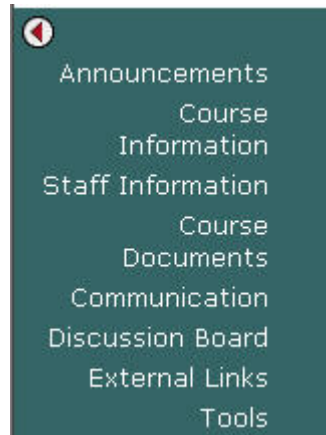 Announcements
Course
Information
Staff Information
Course
Documents
Communication
Discussion Board
External Links
Tools